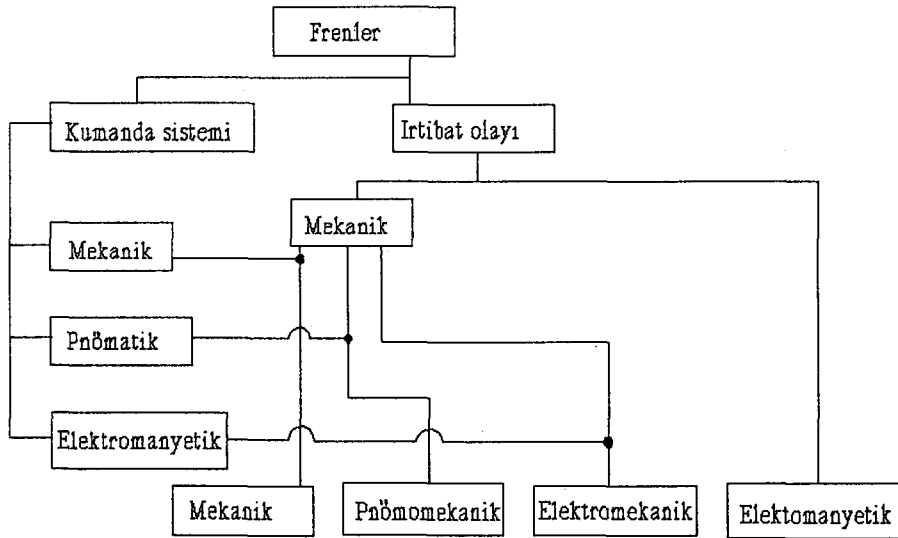 Frenler
Kumanda sistemi
Irtibat olayı
Mekanik
Mekanik
Pnömatik
Elektromanyetik
Mekanik
Pnömomekanik
Elektromekanik
Elektomanyetik